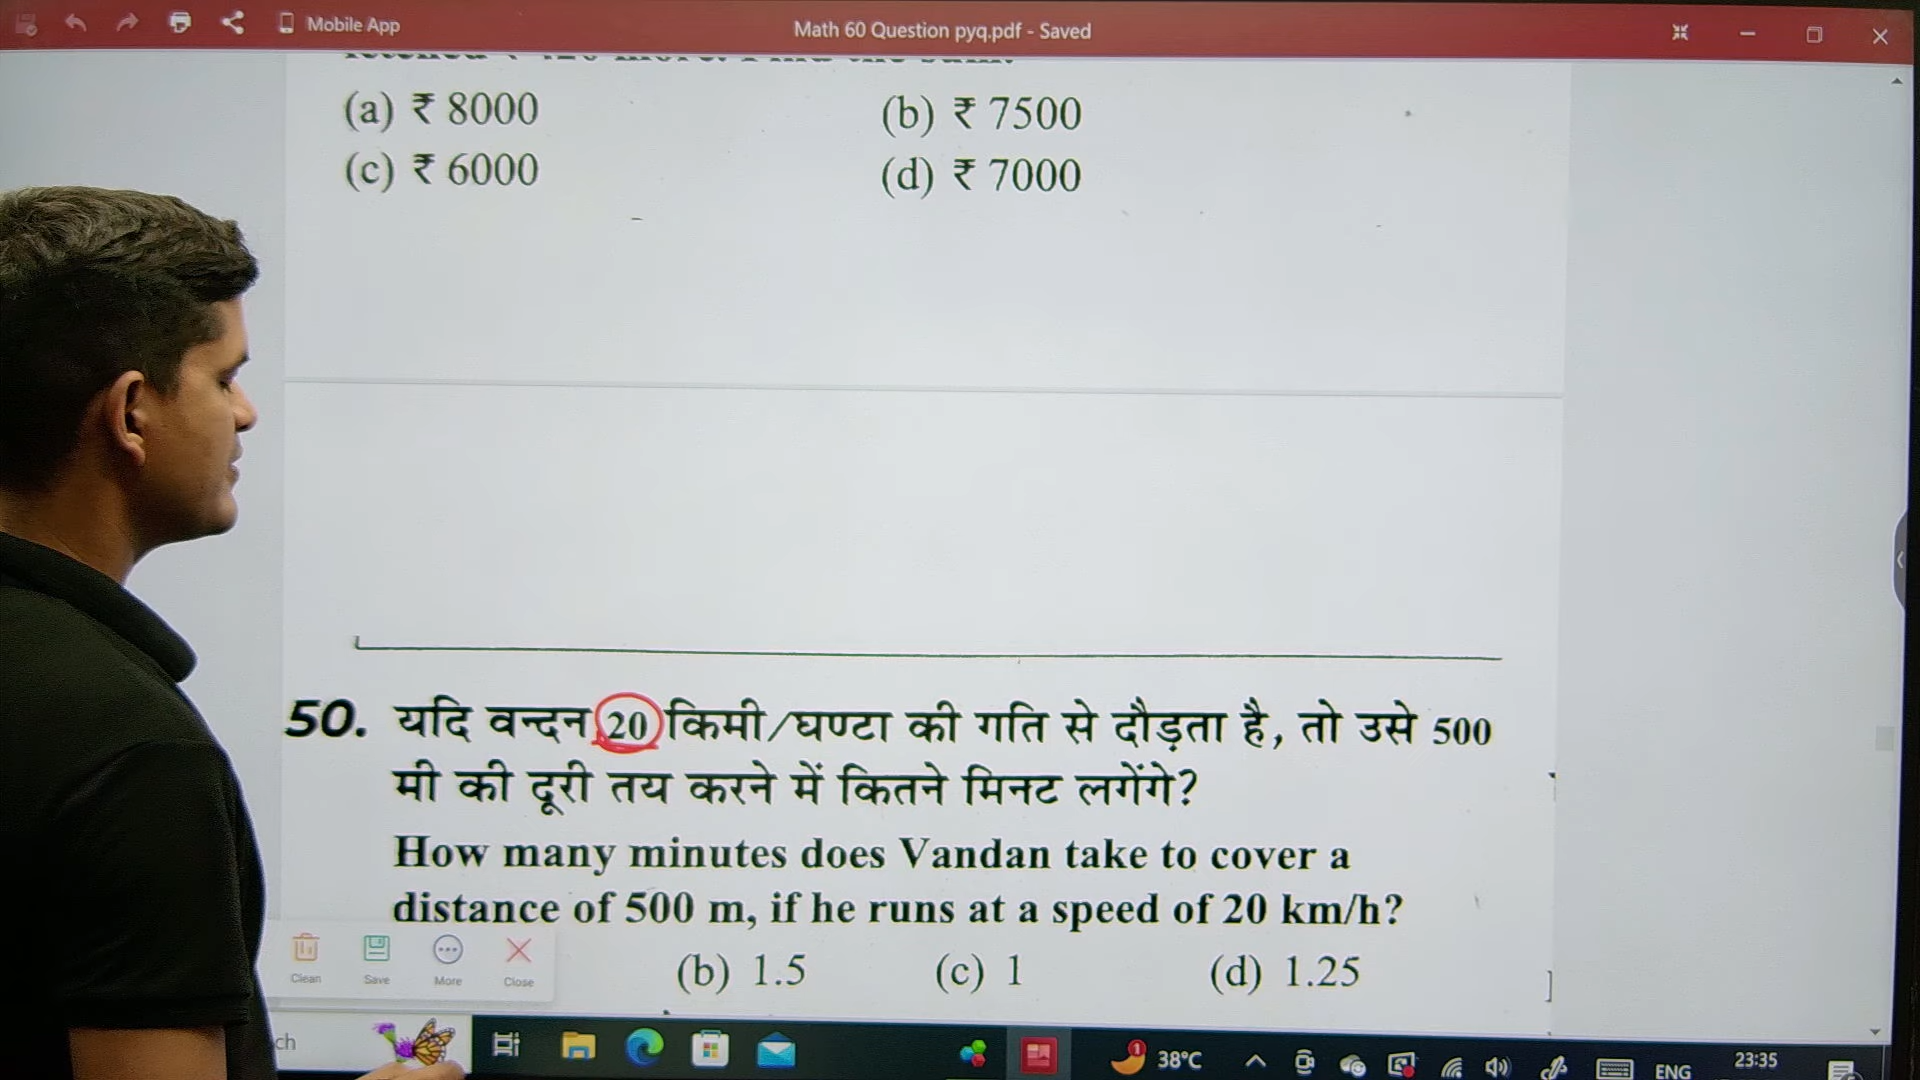 Mobile App
Math 60 Question pyq.pdf - Saved
(a) ₹ 8000 (b) ₹ 7500
(c) ₹ 6000 (d) ₹ 7000
50. यदि वन्दन 20 किमी/घण्टा की गति से दौड़ता है, तो उसे 500
मी की दूरी तय करने में कितने मिनट लगेंगे?
How many minutes does Vandan take to cover a
distance of 500 m, if he runs at a speed of 20 km/h?
(b) 1.5 (c) 1 (d) 1.25
Clean Save More Close
ch
1 38°C ENG 23:35